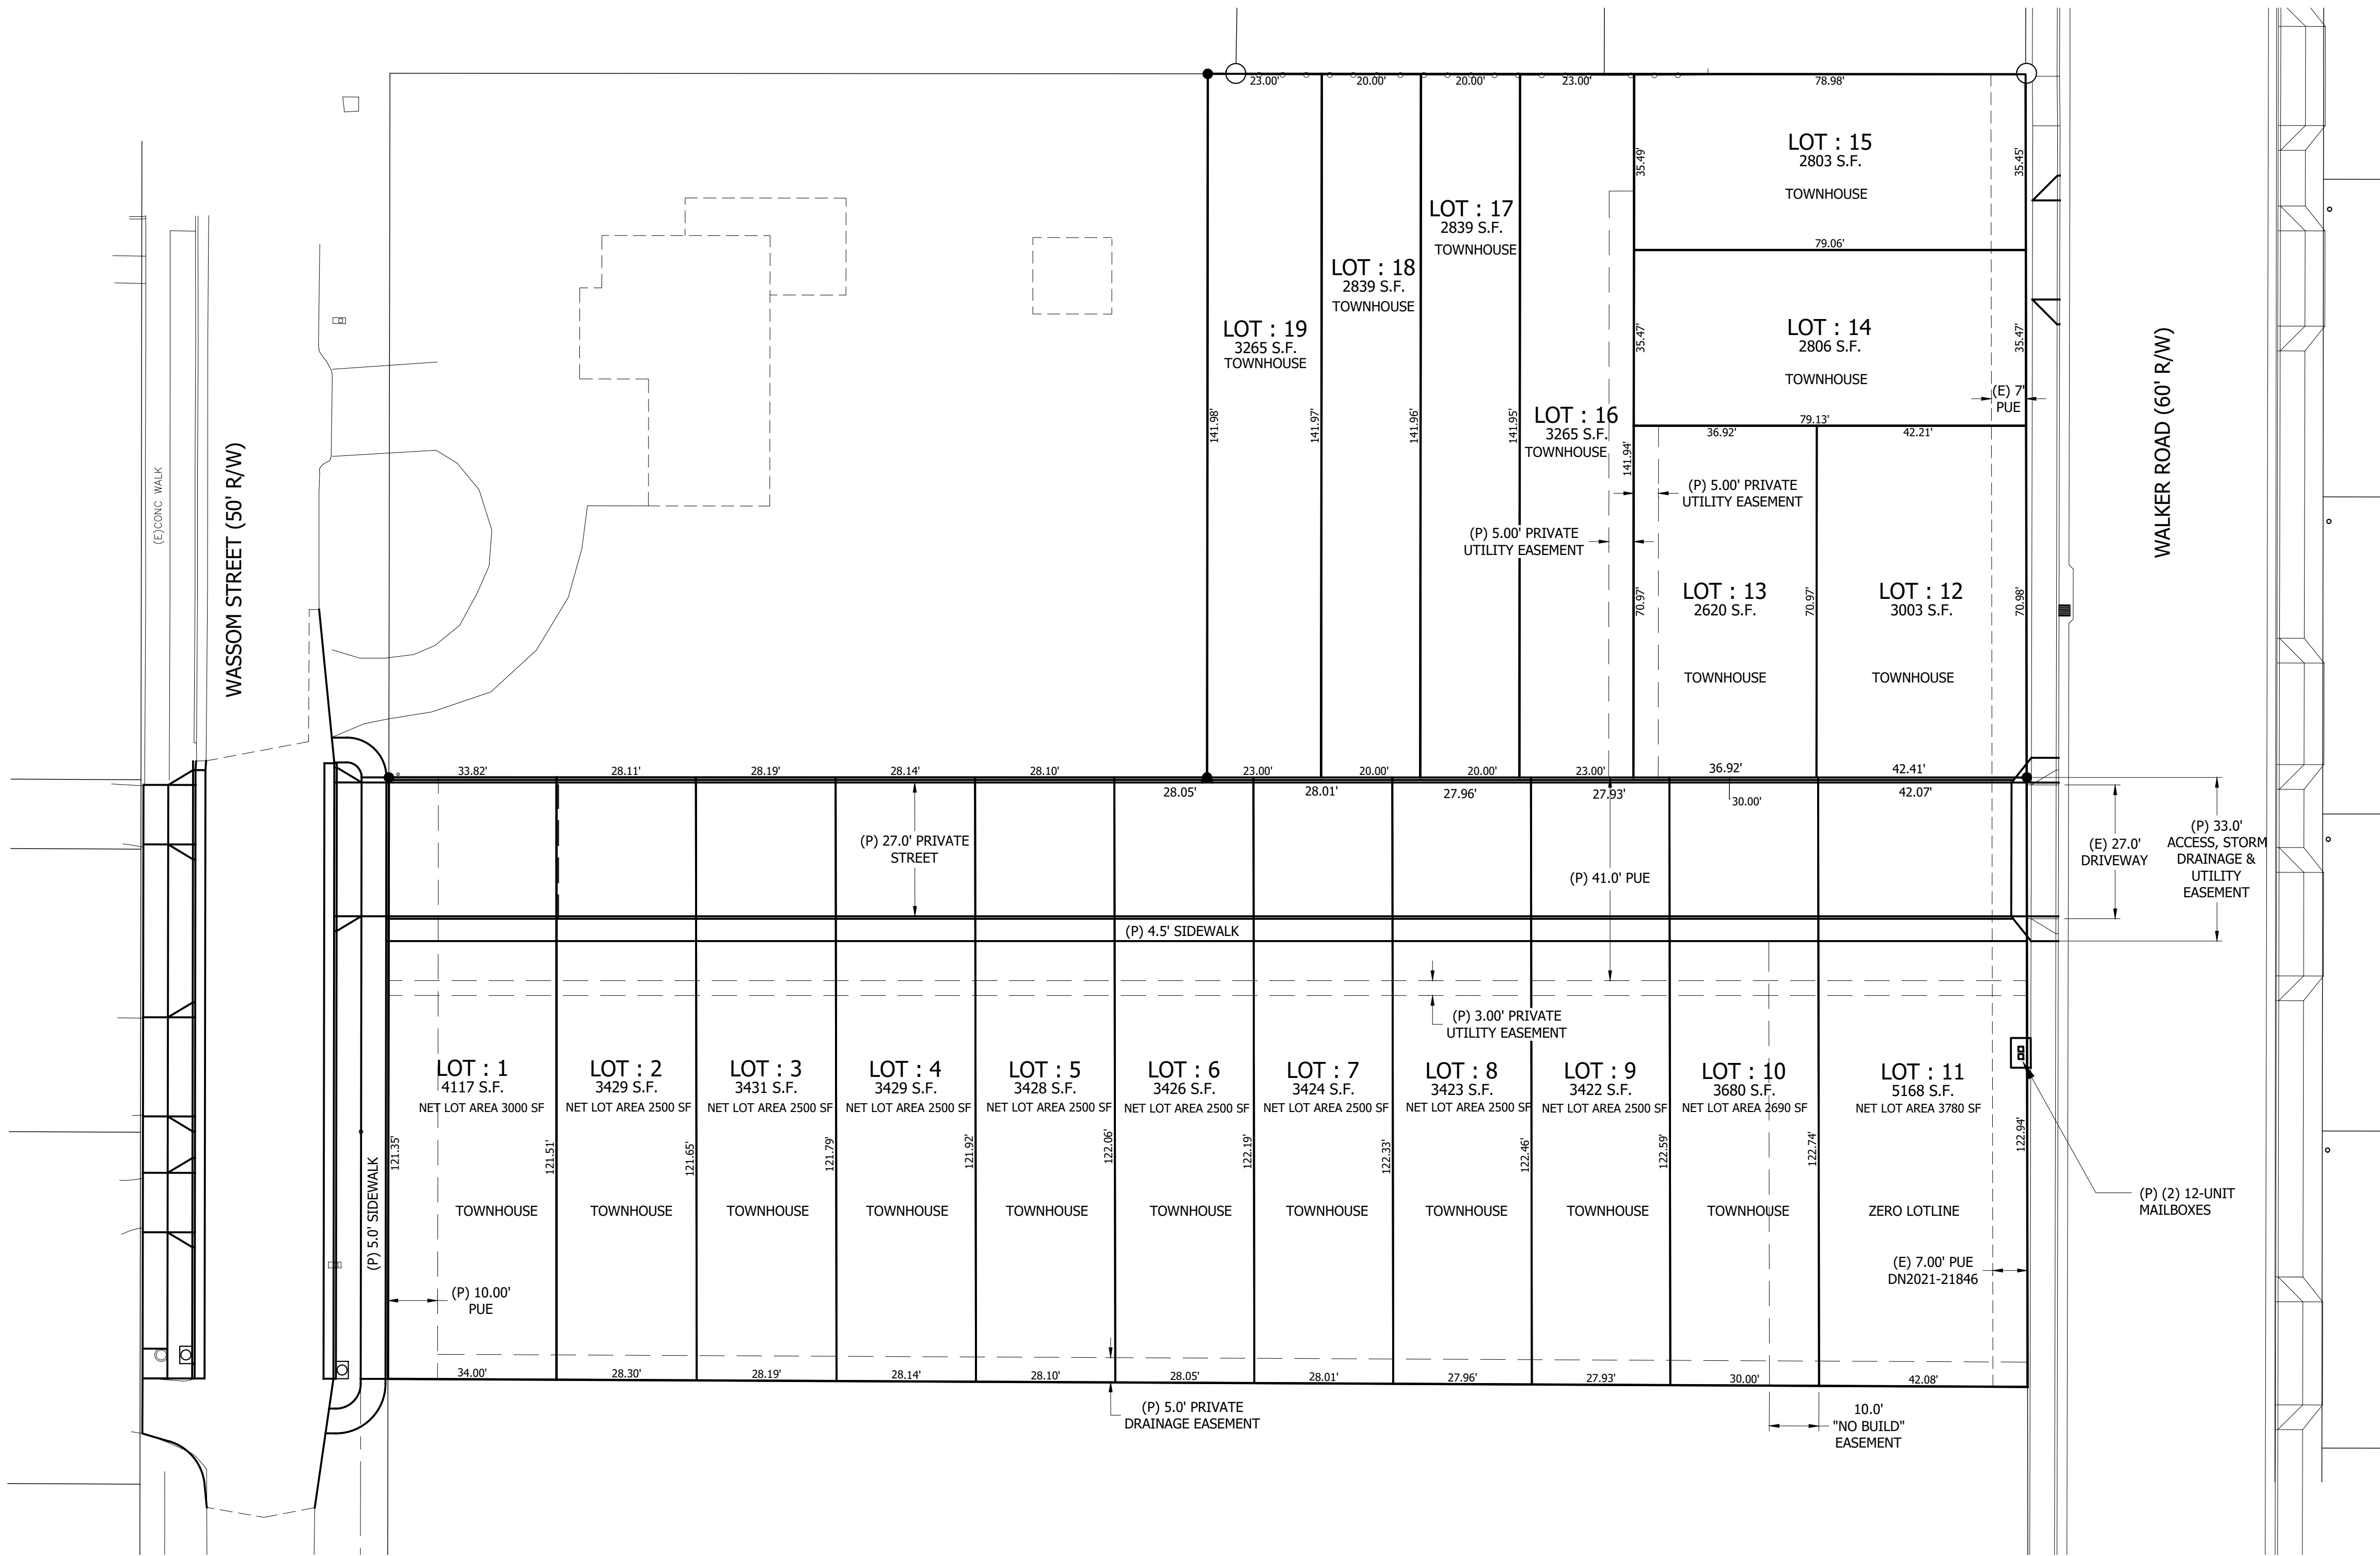 23.00'
20.00'
20.00'
23.00'
78.98'
LOT : 15
2803 S.F.
TOWNHOUSE
35.49'
35.45'
79.06'
LOT : 17
2839 S.F.
TOWNHOUSE
LOT : 18
2839 S.F.
TOWNHOUSE
LOT : 19
3265 S.F.
TOWNHOUSE
LOT : 14
2806 S.F.
TOWNHOUSE
35.47'
35.47'
(E) 7'
PUE
79.13'
36.92'
42.21'
LOT : 16
3265 S.F.
TOWNHOUSE
141.98'
141.97'
141.96'
141.95'
141.94'
(P) 5.00' PRIVATE
UTILITY EASEMENT
(P) 5.00' PRIVATE
UTILITY EASEMENT
LOT : 13
2620 S.F.
TOWNHOUSE
LOT : 12
3003 S.F.
TOWNHOUSE
70.97'
70.97'
70.98'
WALKER ROAD (60' R/W)
WASSOM STREET (50' R/W)
(E)CONC WALK
33.82'
28.11'
28.19'
28.14'
28.10'
23.00'
20.00'
20.00'
23.00'
36.92'
42.41'
28.05'
28.01'
27.96'
27.93'
30.00'
42.07'
(P) 27.0' PRIVATE
STREET
(P) 41.0' PUE
(E) 27.0'
DRIVEWAY
(P) 33.0'
ACCESS, STORM
DRAINAGE &
UTILITY
EASEMENT
(P) 4.5' SIDEWALK
(P) 3.00' PRIVATE
UTILITY EASEMENT
LOT : 1
4117 S.F.
NET LOT AREA 3000 SF
TOWNHOUSE
LOT : 2
3429 S.F.
NET LOT AREA 2500 SF
TOWNHOUSE
LOT : 3
3431 S.F.
NET LOT AREA 2500 SF
TOWNHOUSE
LOT : 4
3429 S.F.
NET LOT AREA 2500 SF
TOWNHOUSE
LOT : 5
3428 S.F.
NET LOT AREA 2500 SF
TOWNHOUSE
LOT : 6
3426 S.F.
NET LOT AREA 2500 SF
TOWNHOUSE
LOT : 7
3424 S.F.
NET LOT AREA 2500 SF
TOWNHOUSE
LOT : 8
3423 S.F.
NET LOT AREA 2500 SF
TOWNHOUSE
LOT : 9
3422 S.F.
NET LOT AREA 2500 SF
TOWNHOUSE
LOT : 10
3680 S.F.
NET LOT AREA 2690 SF
TOWNHOUSE
LOT : 11
5168 S.F.
NET LOT AREA 3780 SF
ZERO LOTLINE
121.35'
121.51'
121.65'
121.79'
121.92'
122.06'
122.19'
122.33'
122.46'
122.59'
122.74'
122.94'
(P) 5.0' SIDEWALK
(P) (2) 12-UNIT
MAILBOXES
(E) 7.00' PUE
DN2021-21846
(P) 10.00'
PUE
34.00'
28.30'
28.19'
28.14'
28.10'
28.05'
28.01'
27.96'
27.93'
30.00'
42.08'
(P) 5.0' PRIVATE
DRAINAGE EASEMENT
10.0'
"NO BUILD"
EASEMENT